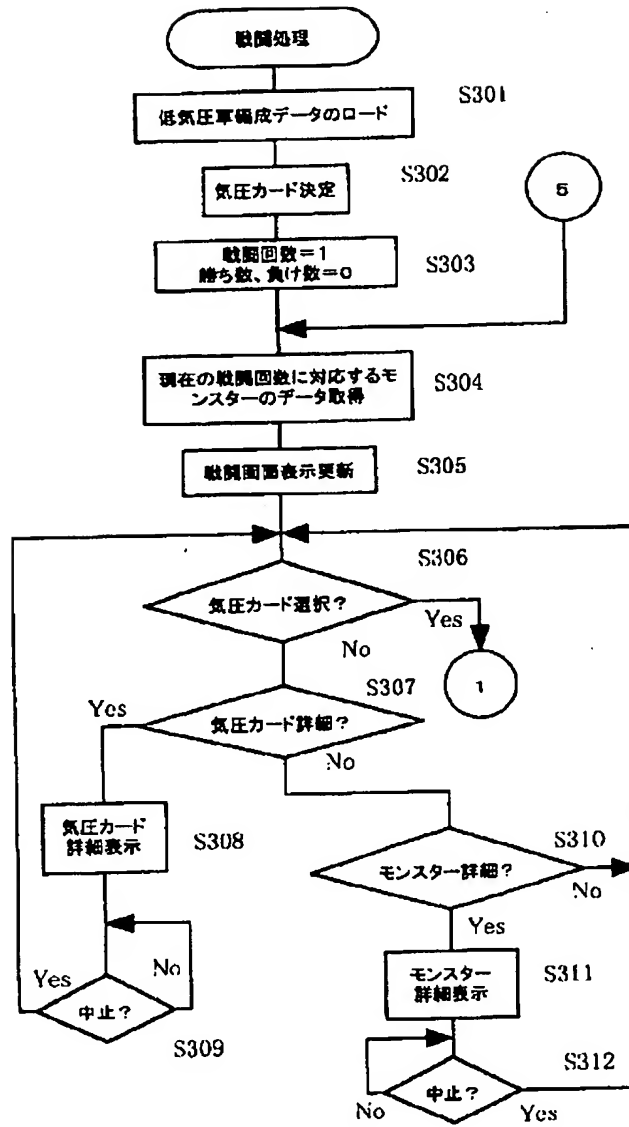 戦闘処理
S301
低気圧軍編成データのロード
S302
気圧カード決定
5
戦闘回数=1
勝ち数、負け数=0
S303
現在の戦闘回数に対応するモ
ンスターのデータ取得
S304
戦闘画面表示更新
S305
S306
気圧カード選択?
Yes
No
1
S307
Yes
気圧カード詳細?
No
気圧カード
詳細表示
S308
S310
モンスター詳細?
No
Yes
モンスター
詳細表示
S311
Yes
No
中止?
S309
S312
中止?
No
Yes